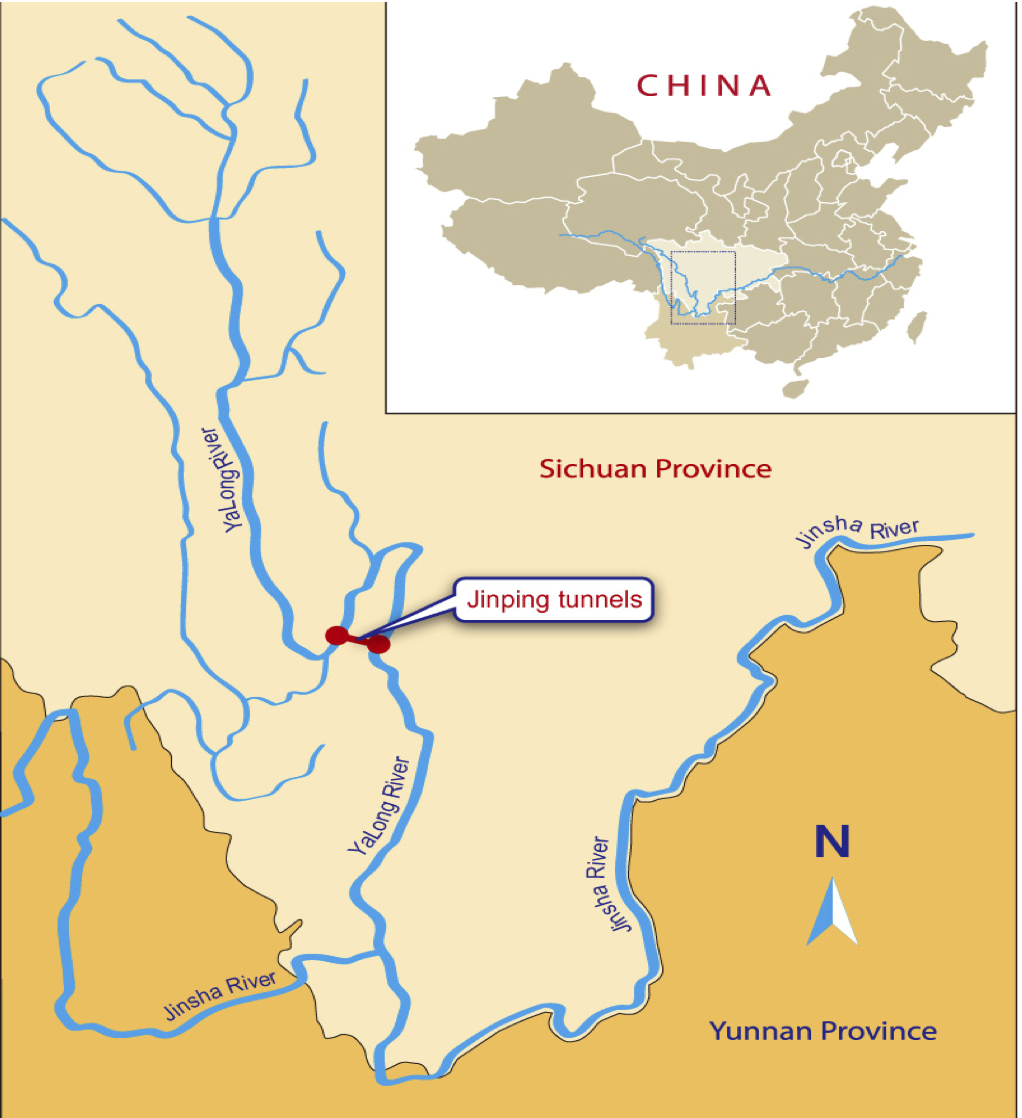 CHINA
Sichuan Province
YaLongRiver
Jinsha River
Jinping tunnels
YaLong River
Jinsha River
N
Jinsha River
Yunnan Province